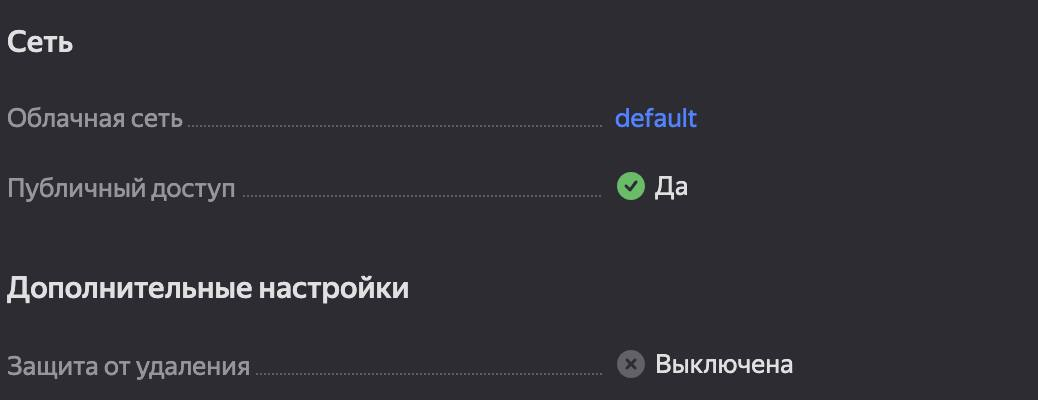 Сеть
Облачная сеть default
Публичный доступ Да
Дополнительные настройки
Защита от удаления Выключена